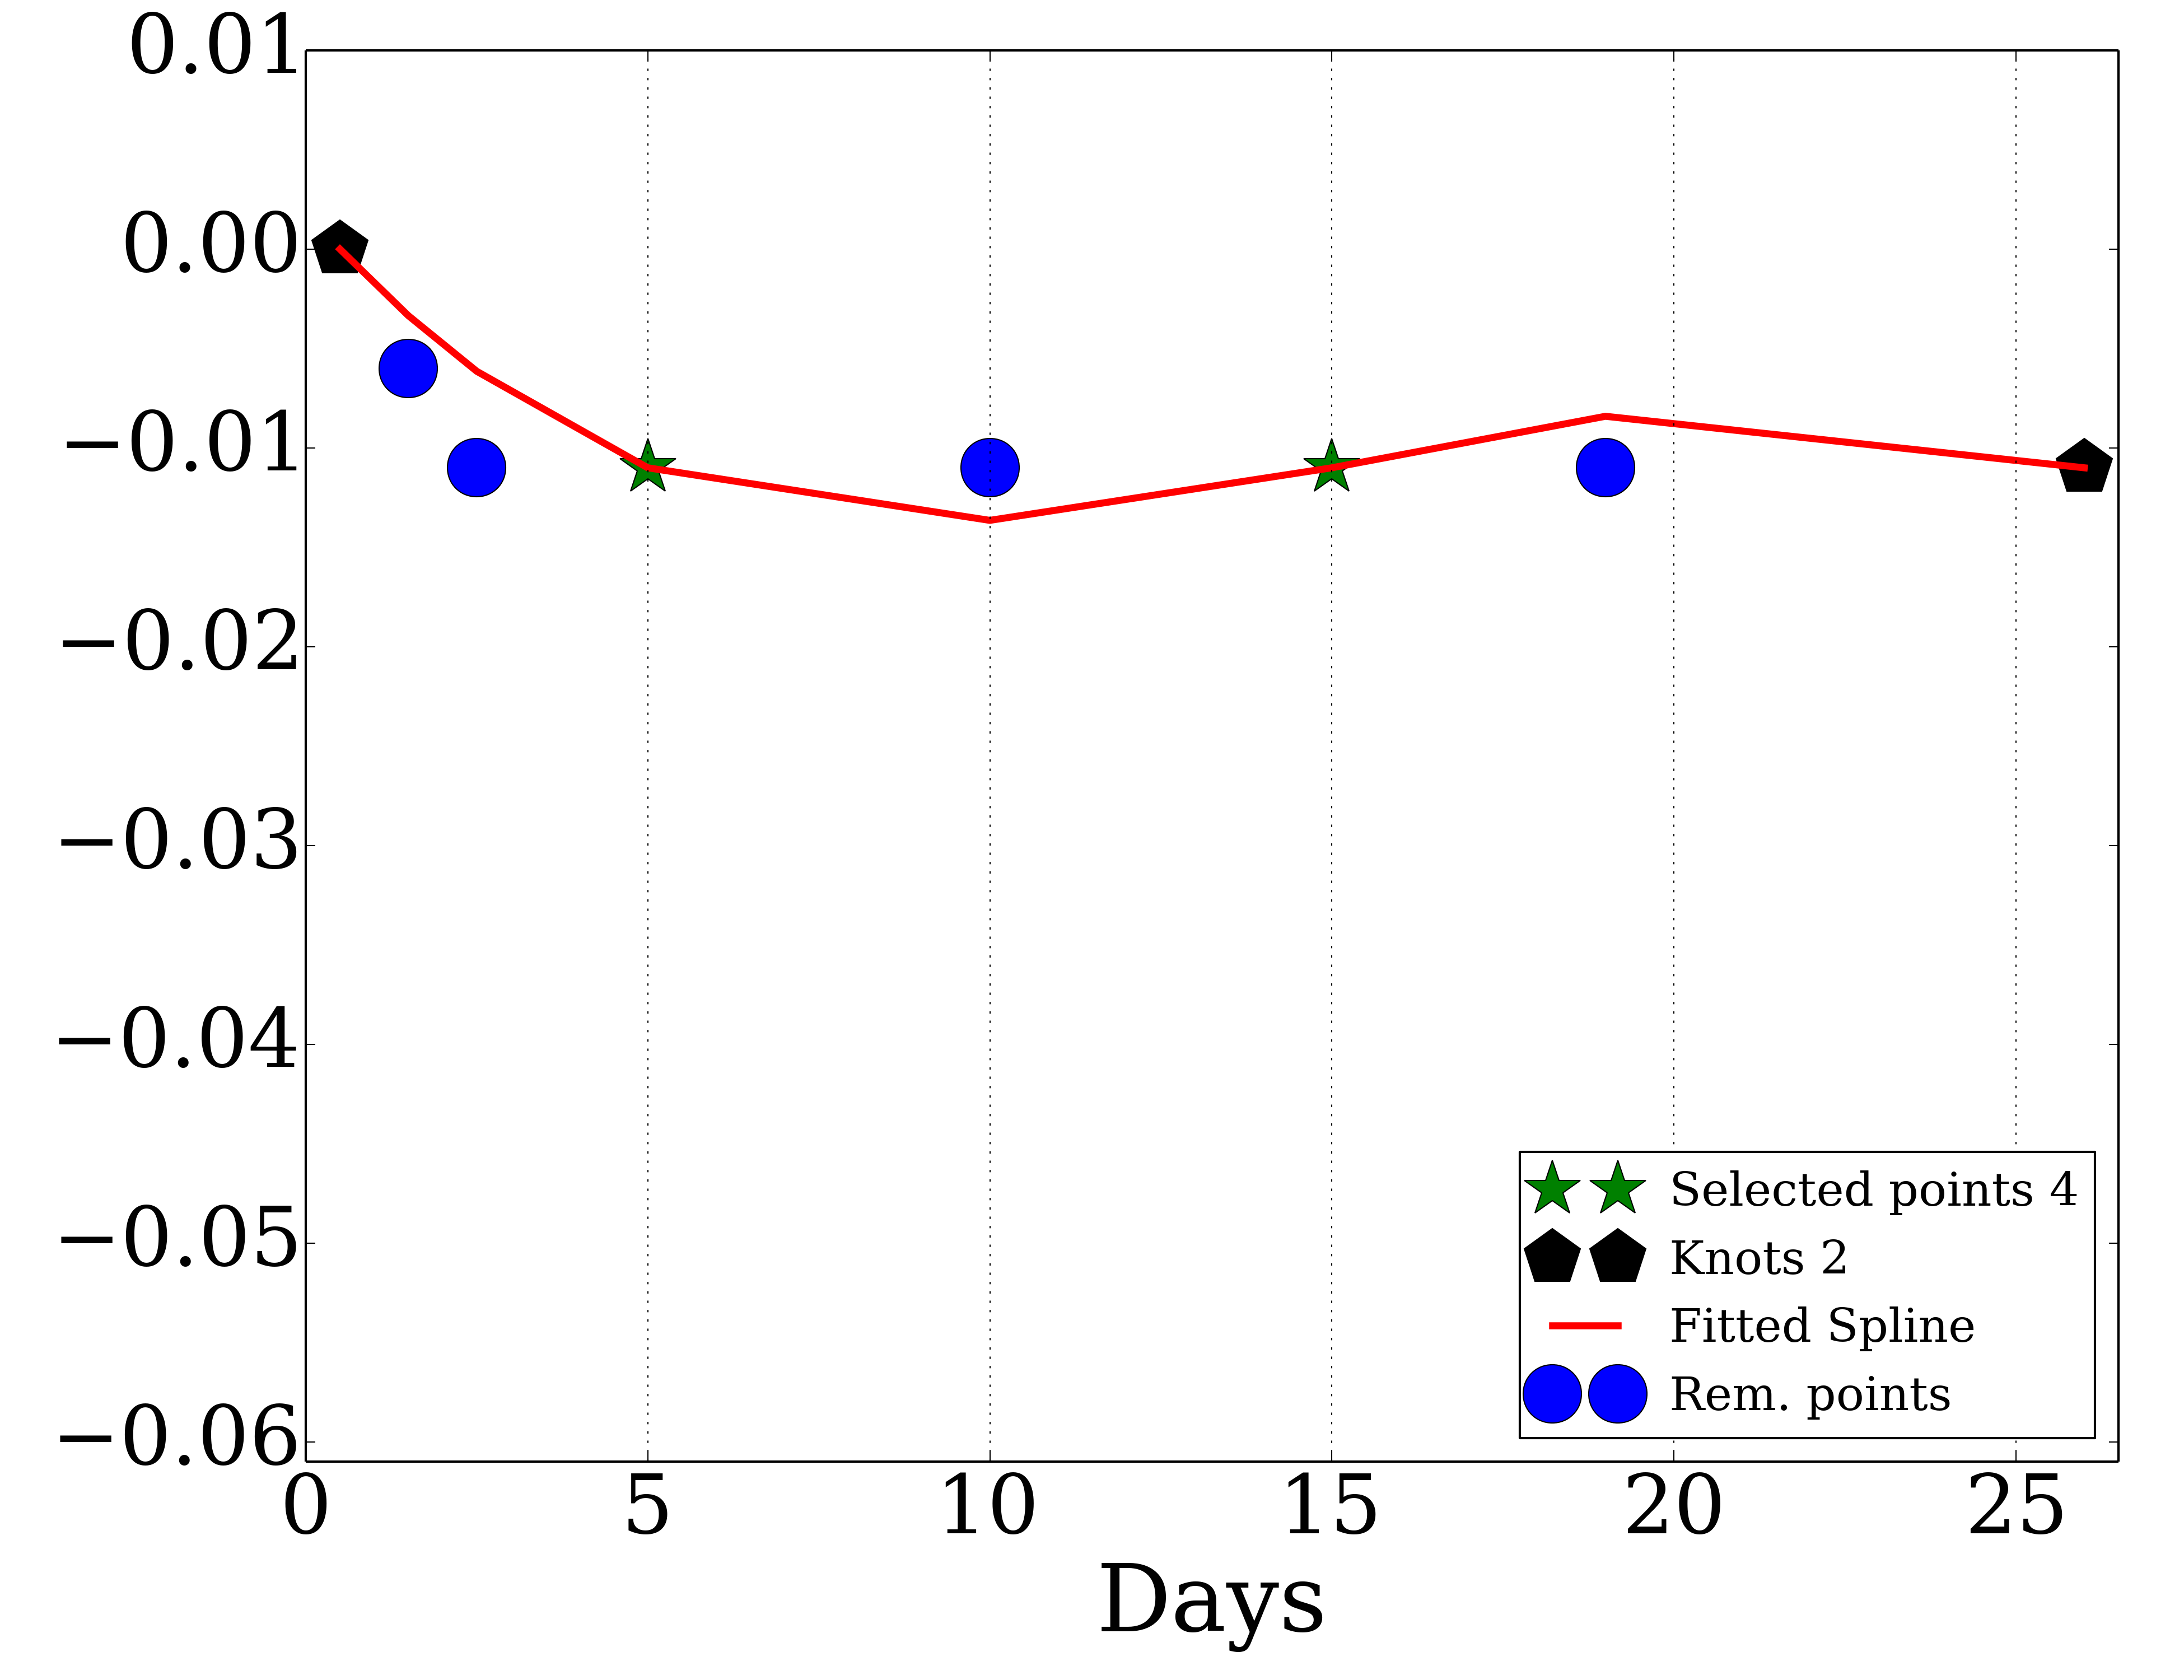 0.01
0.00
−0.01
−0.02
−0.03
−0.04
−0.05
−0.06
0 5 10 15 20 25
Days
Selected points 4
Knots 2
Fitted Spline
Rem. points